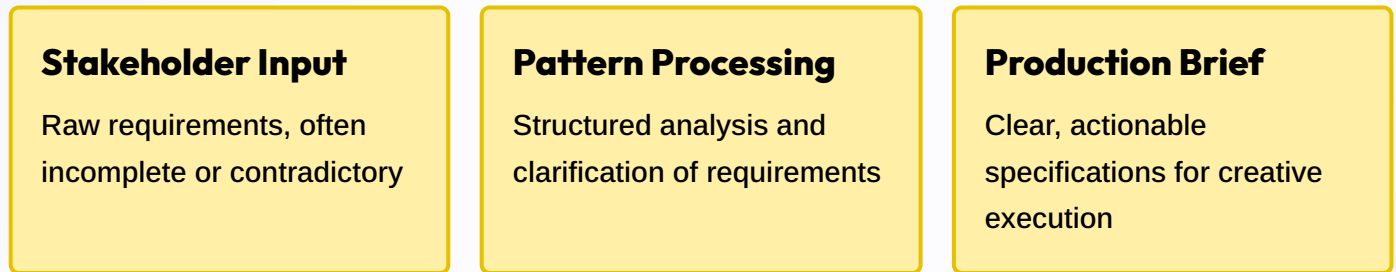 Stakeholder Input
Raw requirements, often
incomplete or contradictory
Pattern Processing
Structured analysis and
clarification of requirements
Production Brief
Clear, actionable
specifications for creative
execution